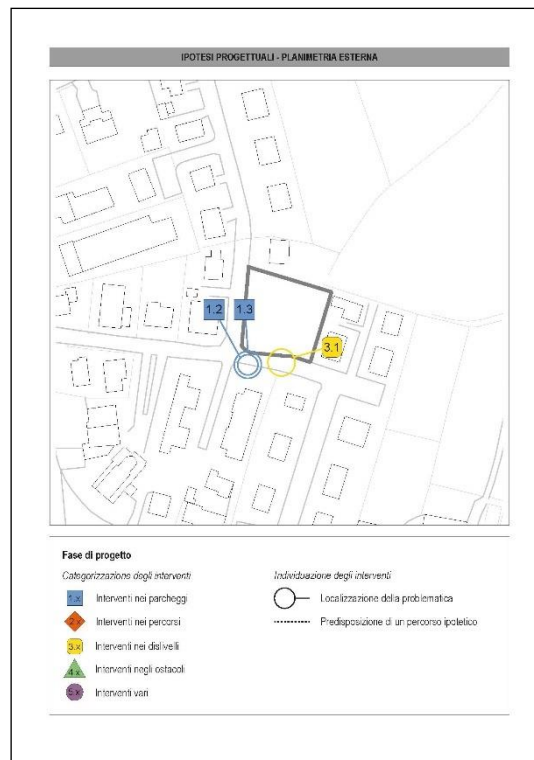 IPOTESI PROGETTUALI - PLANIMETRIA ESTERNA
1.2
1.3
3.1
Fase di progetto
Categorizzazione degli interventi
1.x Interventi nei parcheggi
2.x Interventi nei percorsi
3.x Interventi nei dislivelli
4.x Interventi negli ostacoli
5.x Interventi vari
Individuazione degli interventi
Localizzazione della problematica
Predisposizione di un percorso ipotetico